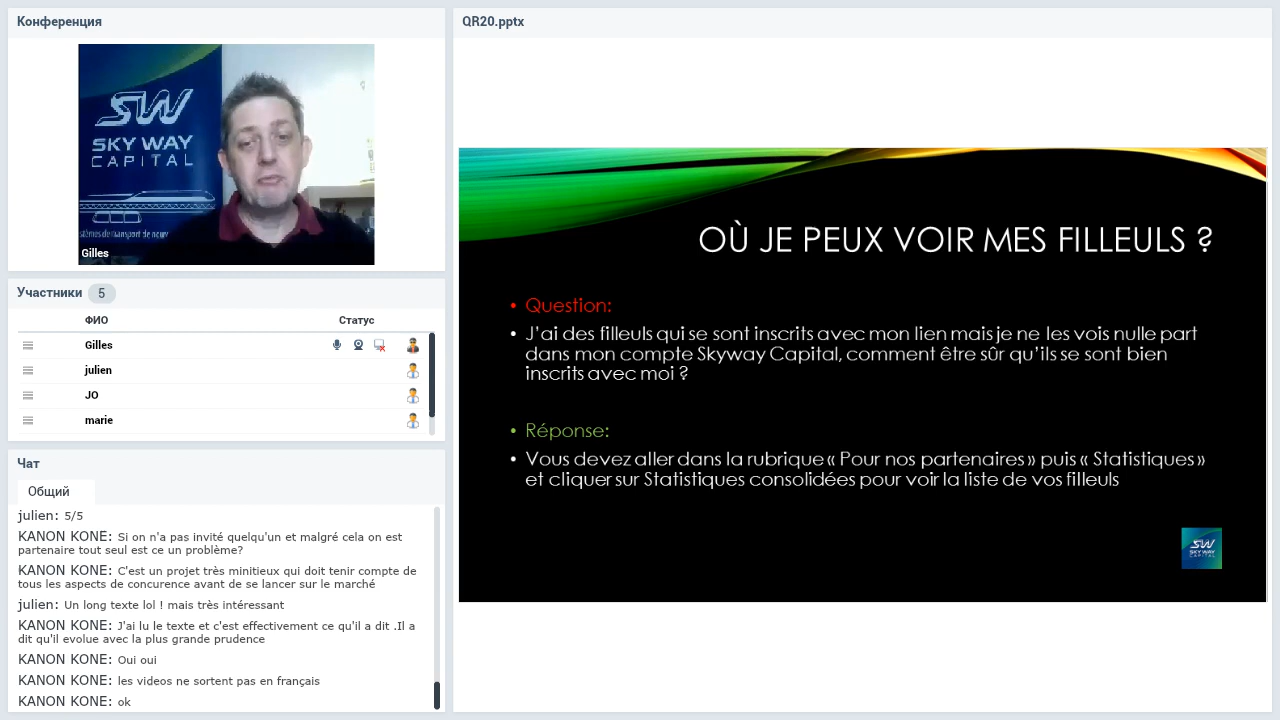 Конференция
SW
SKY WAY
CAPITAL
Gilles
Участники 5
ФИО Статус
Gilles
julien
JO
marie
Чат
Общий
julien: 5/5
KANON KONE: Si on n'a pas invité quelqu'un et malgré cela on est
partenaire tout seul est ce un problème?
KANON KONE: C'est un projet très minitieux qui doit tenir compte de
tous les aspects de concurence avant de se lancer sur le marché
julien: Un long texte lol ! mais très intéressant
KANON KONE: J'ai lu le texte et c'est effectivement ce qu'il a dit .Il a
dit qu'il evolue avec la plus grande prudence
KANON KONE: Oui oui
KANON KONE: les videos ne sortent pas en français
KANON KONE: ok
QR20.pptx
OÙ JE PEUX VOIR MES FILLEULS ?
• Question:
• J'ai des filleuls qui se sont inscrits avec mon lien mais je ne les vois nulle part
dans mon compte Skyway Capital, comment être sûr qu'ils se sont bien
inscrits avec moi ?
• Réponse:
• Vous devez aller dans la rubrique « Pour nos partenaires » puis « Statistiques »
et cliquer sur Statistiques consolidées pour voir la liste de vos filleuls
SW
SKY WAY
CAPITAL